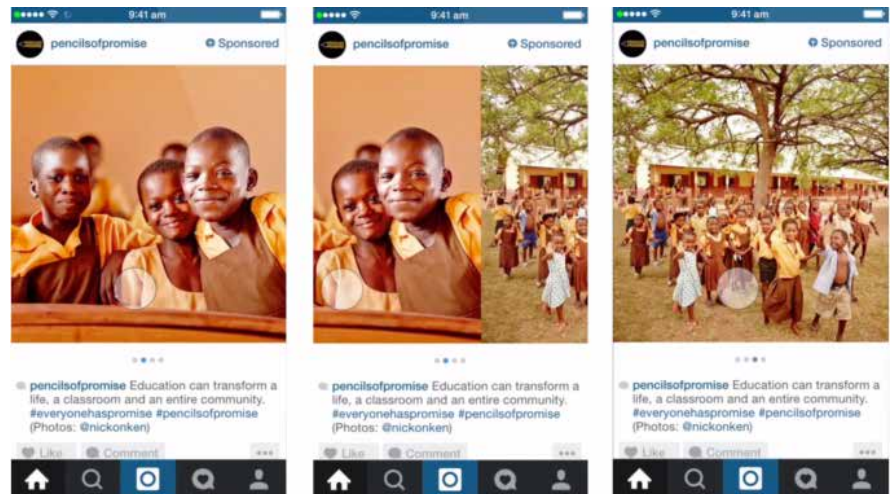 9:41 am
pencilsofpromise Sponsored
pencilsofpromise Education can transform a
life, a classroom and an entire community.
#everyonehaspromise #pencilsofpromise
(Photos: @nickonken)
Like Comment
9:41 am
pencilsofpromise Sponsored
pencilsofpromise Education can transform a
life, a classroom and an entire community.
#everyonehaspromise #pencilsofpromise
(Photos: @nickonken)
Like Comment
9:41 am
pencilsofpromise Sponsored
pencilsofpromise Education can transform a
life, a classroom and an entire community.
#everyonehaspromise #pencilsofpromise
(Photos: @nickonken)
Like Comment